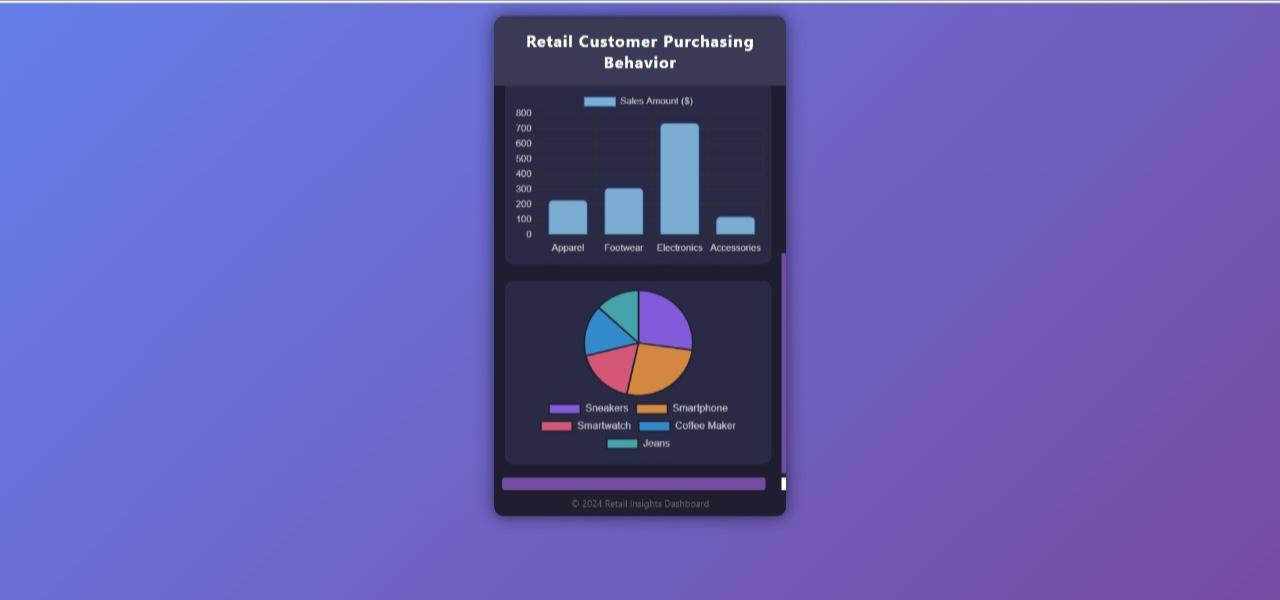 Retail Customer Purchasing
Behavior
Sales Amount ($)
800
700
600
500
400
300
200
100
0
Apparel Footwear Electronics Accessories
Sneakers Smartphone
Smartwatch Coffee Maker
Jeans
© 2024 Retail Insights Dashboard